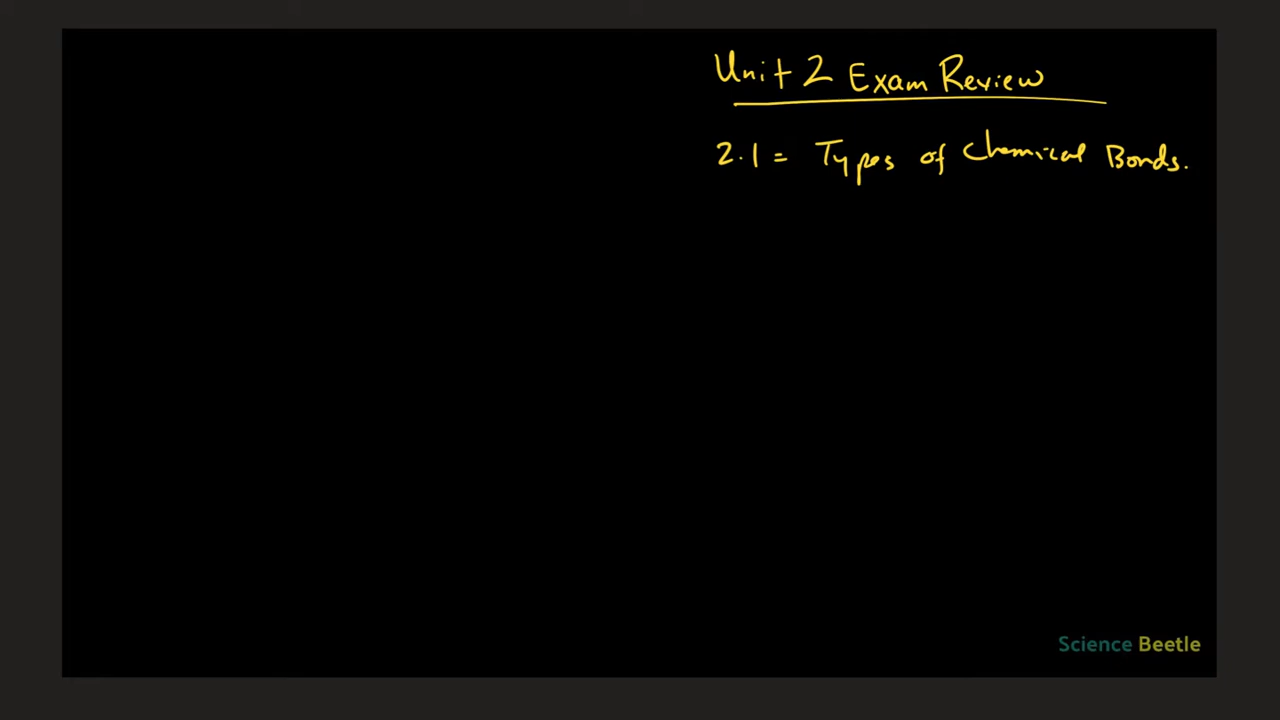 Unit 2 Exam Review
2.1 = Types of Chemical Bonds.
Science Beetle